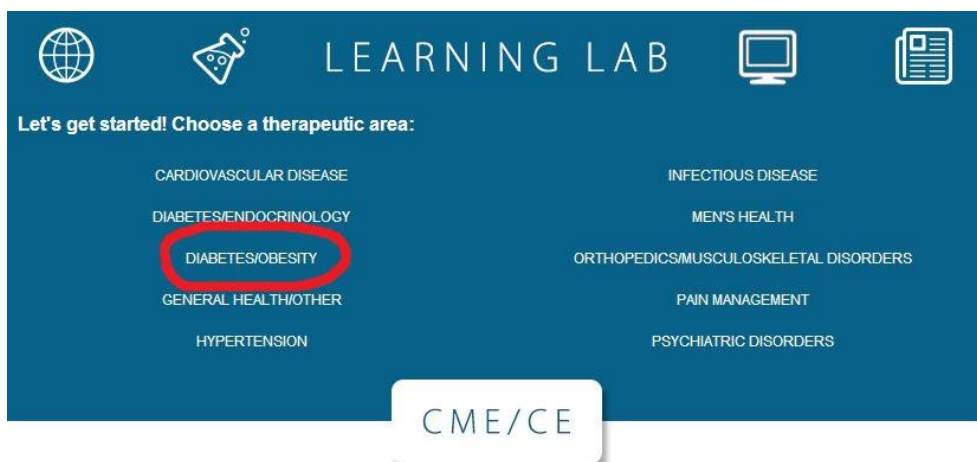 LEARNING LAB
Let's get started! Choose a therapeutic area:
CARDIOVASCULAR DISEASE
DIABETES/ENDOCRINOLOGY
DIABETES/OBESITY
GENERAL HEALTH/OTHER
HYPERTENSION
INFECTIOUS DISEASE
MEN'S HEALTH
ORTHOPEDICS/MUSCULOSKELETAL DISORDERS
PAIN MANAGEMENT
PSYCHIATRIC DISORDERS
CME/CE